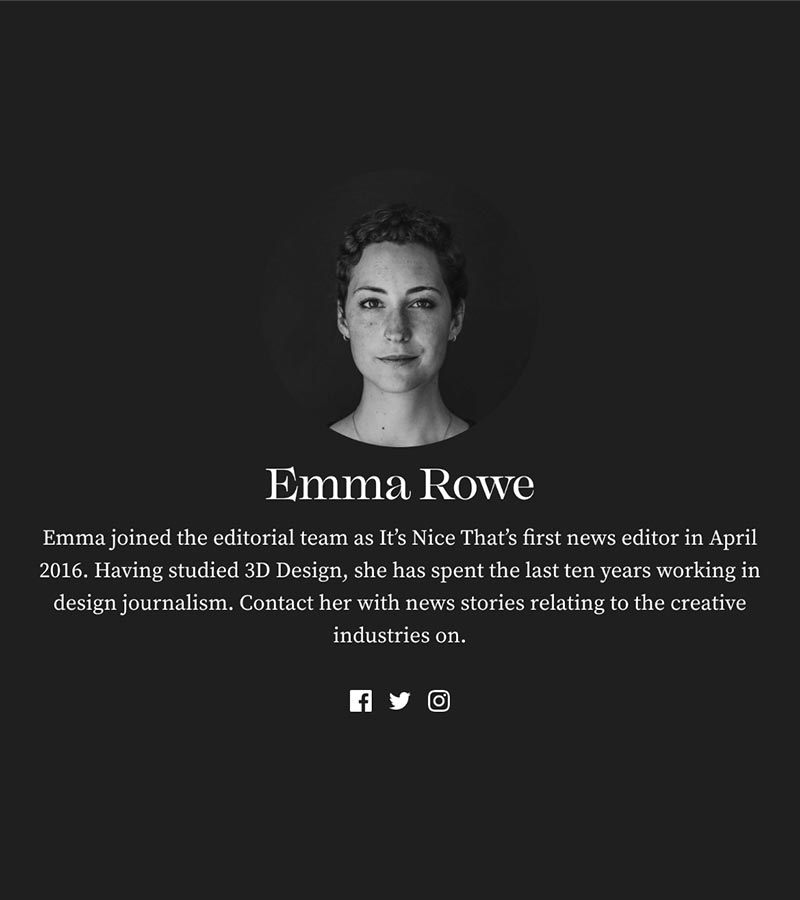 Emma Rowe
Emma joined the editorial team as It’s Nice That’s first news editor in April
2016. Having studied 3D Design, she has spent the last ten years working in
design journalism. Contact her with news stories relating to the creative
industries on.